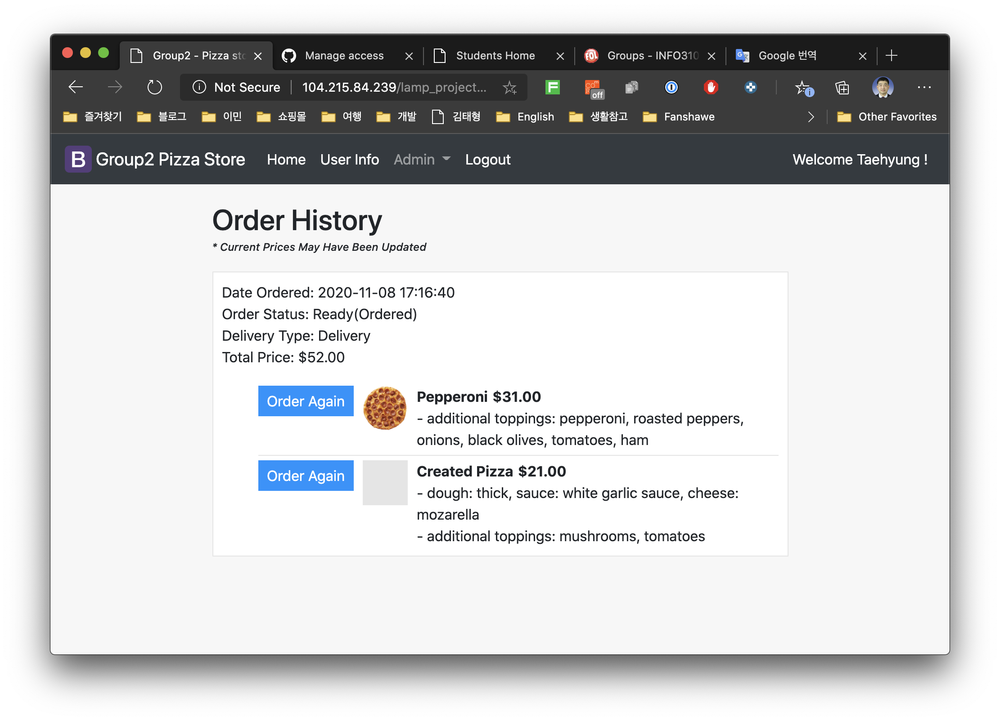 Group2 - Pizza sto
Manage access
Students Home
FOL
Groups - INFO310
Google 번역
Not Secure
104.215.84.239/lamp_project...
off
즐겨찾기
블로그
이민
쇼핑몰
여행
개발
김태형
English
생활참고
Fanshawe
Other Favorites
B Group2 Pizza Store
Home
User Info
Admin
Logout
Welcome Taehyung !
Order History
* Current Prices May Have Been Updated
Date Ordered: 2020-11-08 17:16:40
Order Status: Ready(Ordered)
Delivery Type: Delivery
Total Price: $52.00
Order Again
Pepperoni $31.00
- additional toppings: pepperoni, roasted peppers,
onions, black olives, tomatoes, ham
Order Again
Created Pizza $21.00
- dough: thick, sauce: white garlic sauce, cheese:
mozarella
- additional toppings: mushrooms, tomatoes